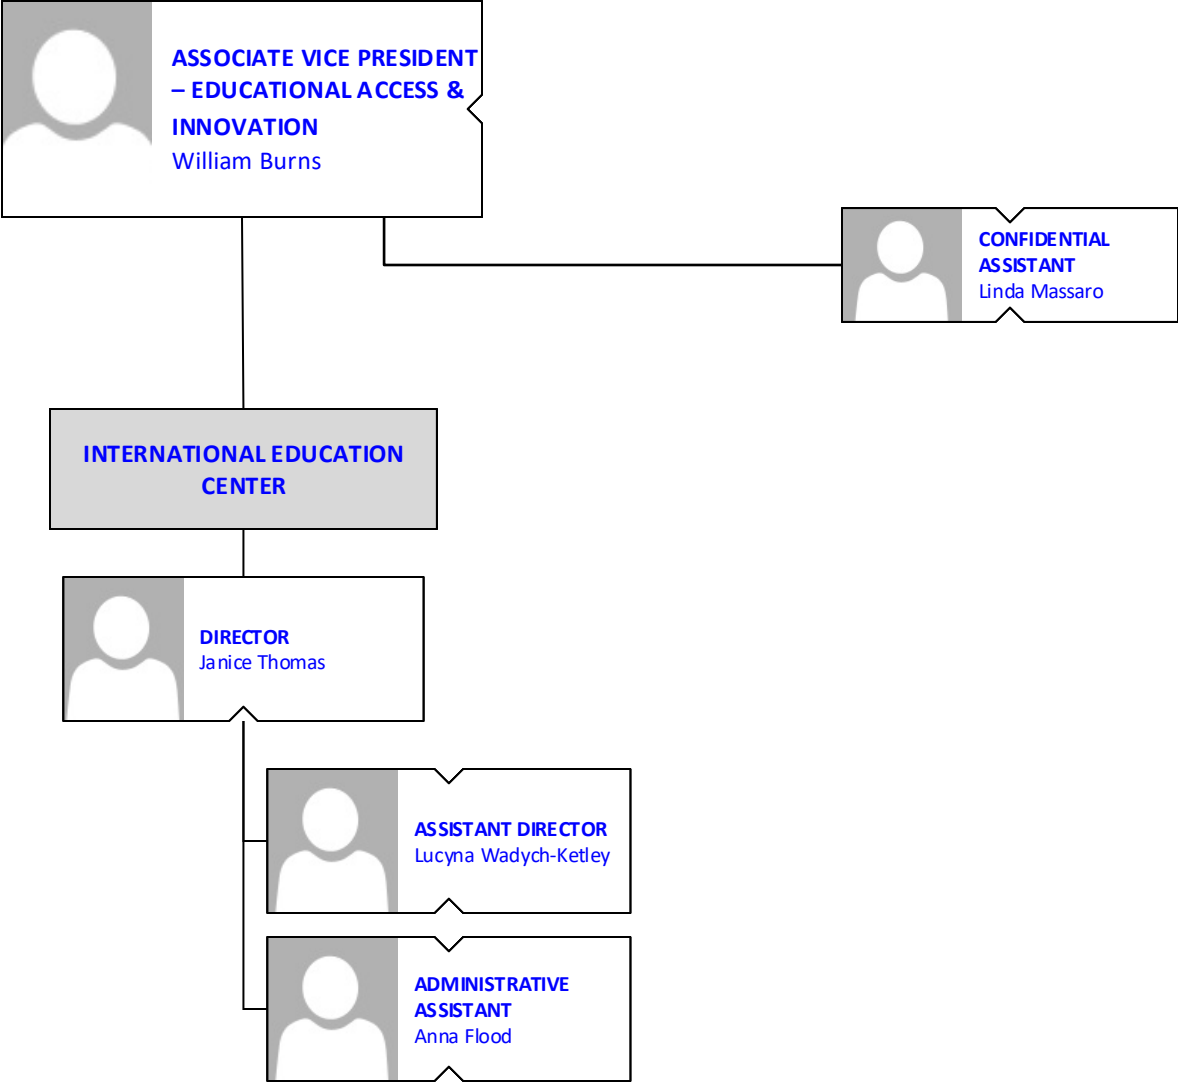 ASSOCIATE VICE PRESIDENT
– EDUCATIONAL ACCESS &
INNOVATION
William Burns
CONFIDENTIAL
ASSISTANT
Linda Massaro
INTERNATIONAL EDUCATION
CENTER
DIRECTOR
Janice Thomas
ASSISTANT DIRECTOR
Lucyna Wadych-Ketley
ADMINISTRATIVE
ASSISTANT
Anna Flood